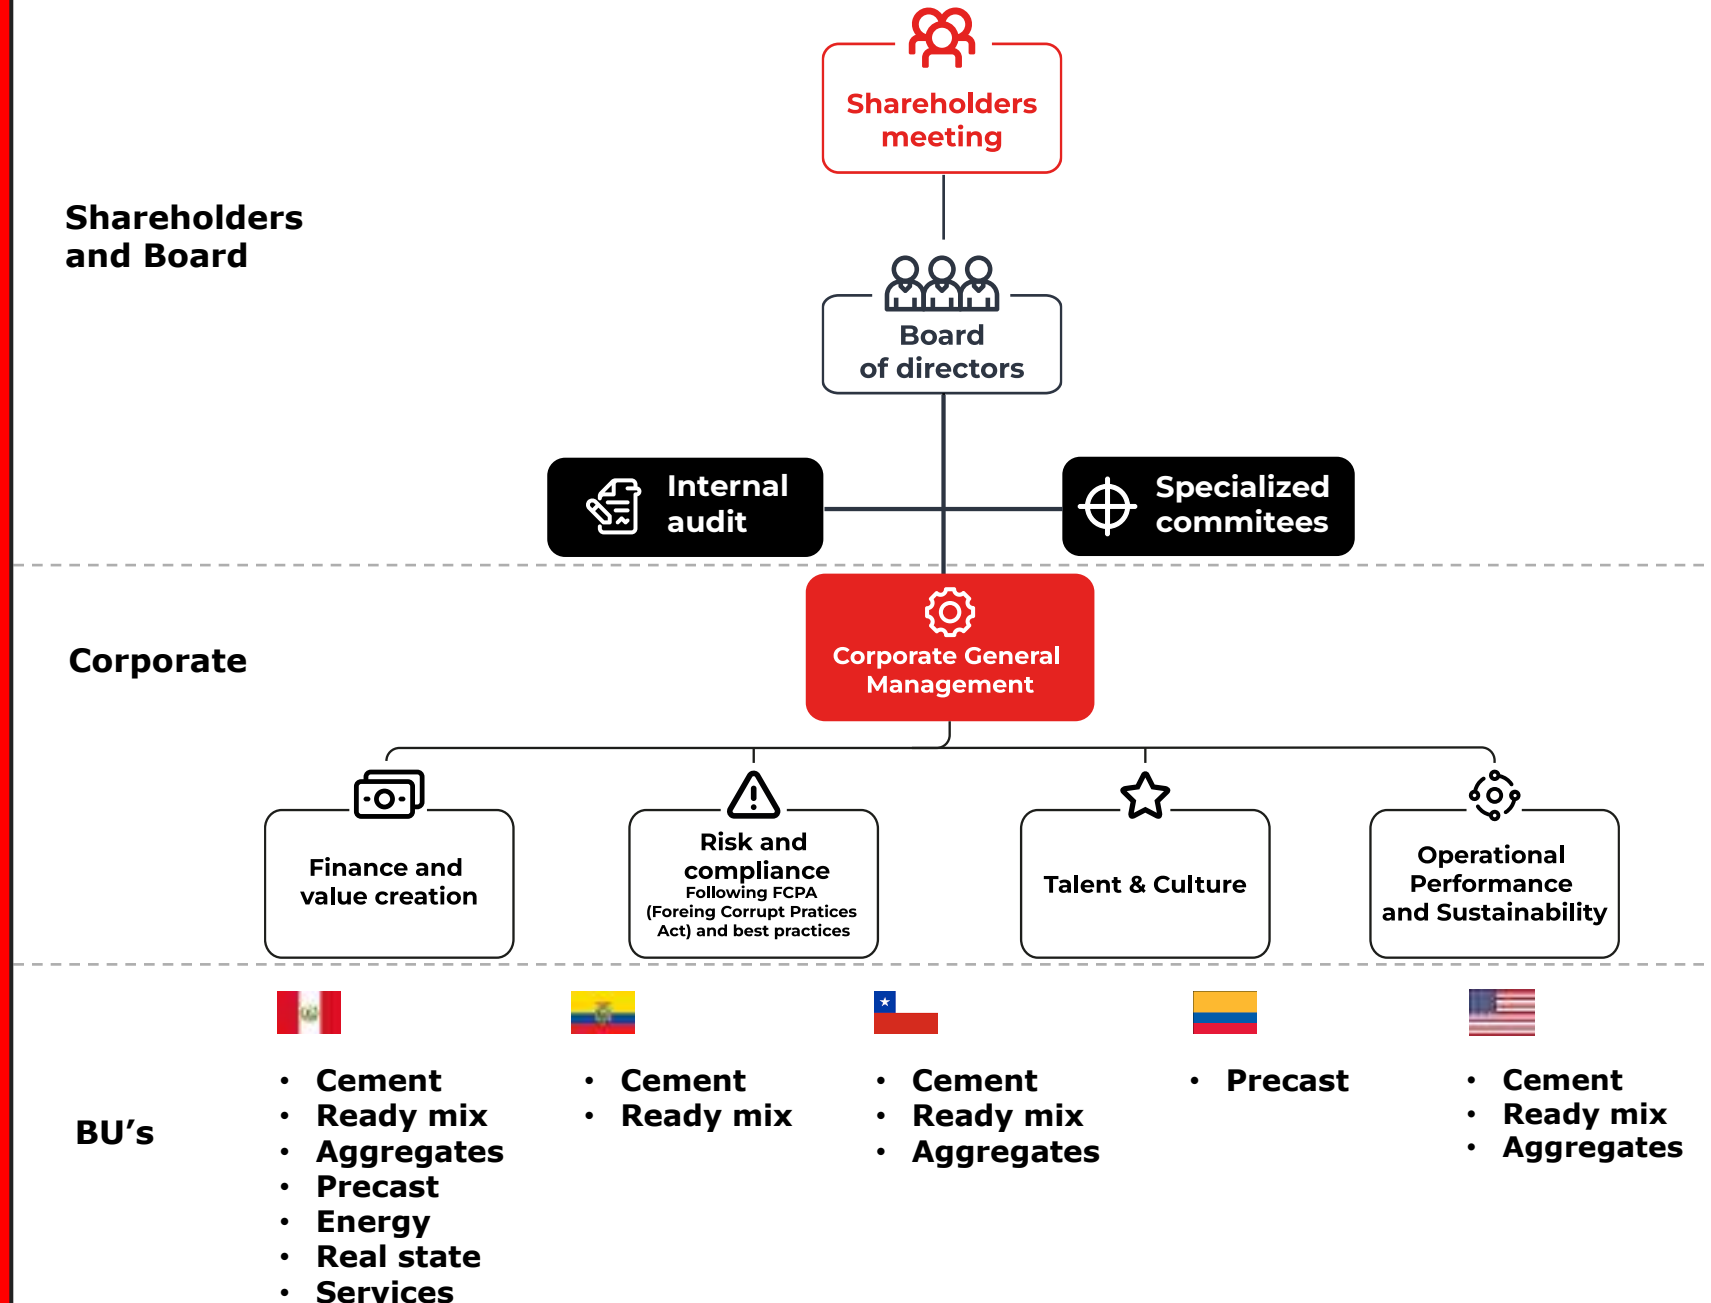 Shareholders
meeting
Shareholders
and Board
Board
of directors
Internal
audit
Specialized
commitees
Corporate
Corporate General
Management
Finance and
value creation
Risk and
compliance
Following FCPA
(Foreing Corrupt Pratices
Act) and best practices
Talent & Culture
Operational
Performance
and Sustainability
BU’s
• Cement
• Ready mix
• Aggregates
• Precast
• Energy
• Real state
• Services
• Cement
• Ready mix
• Cement
• Ready mix
• Aggregates
• Precast
• Cement
• Ready mix
• Aggregates